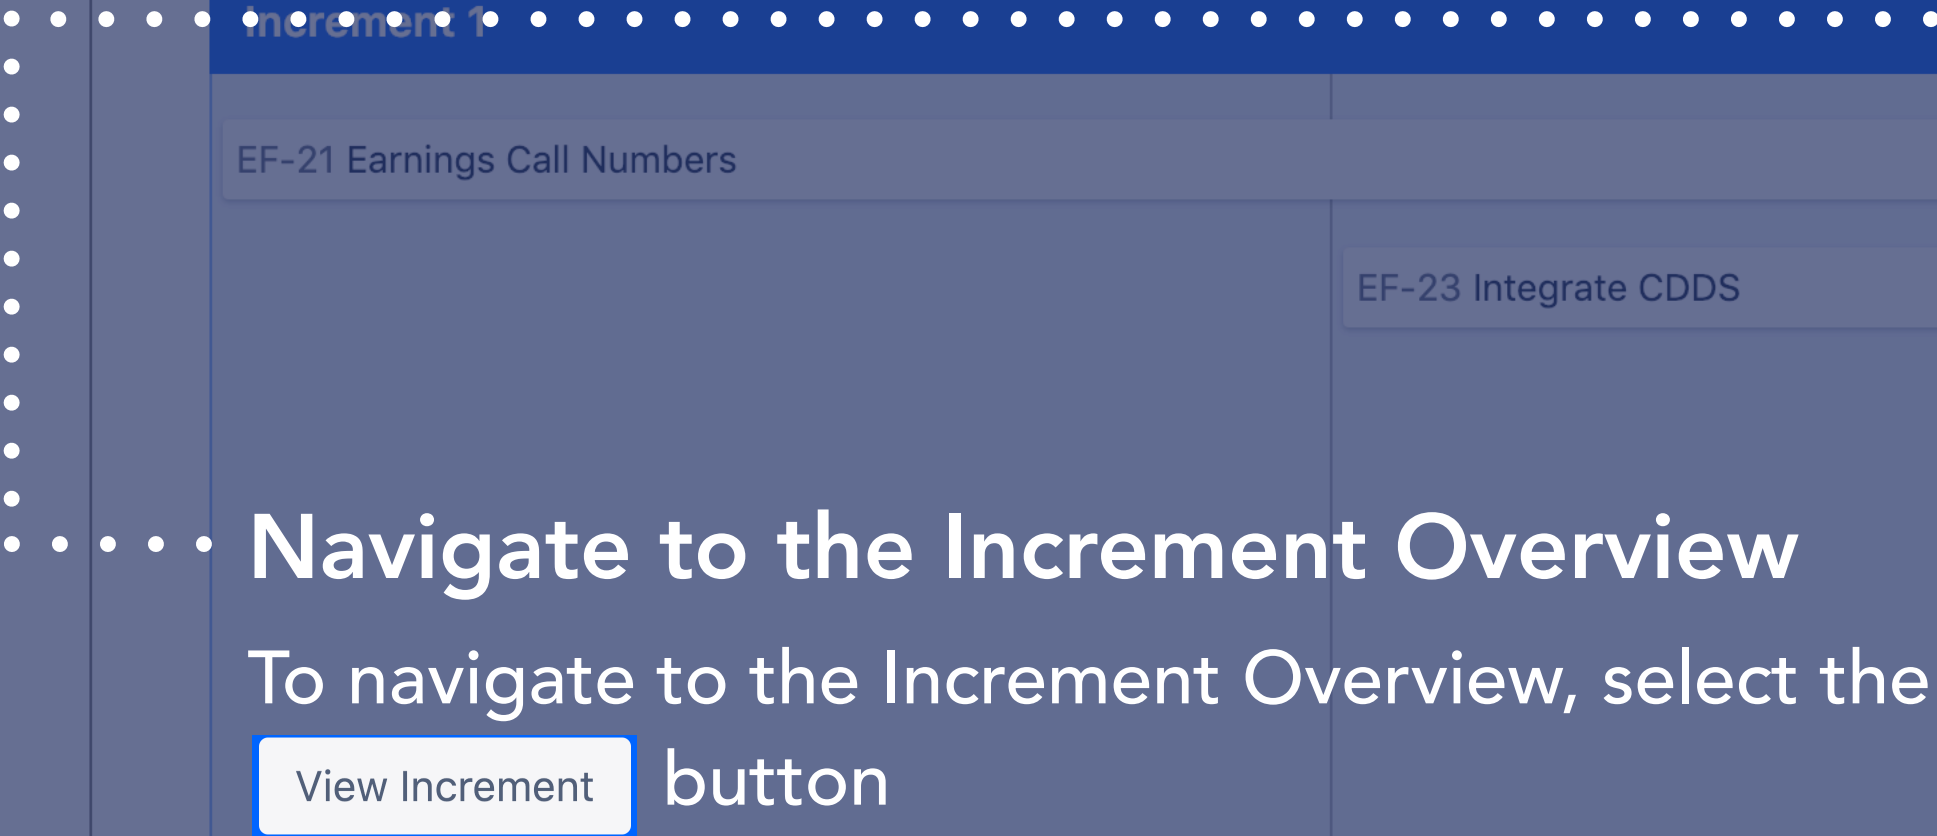 Increment 1
EF-21 Earnings Call Numbers
EF-23 Integrate CDDS
Navigate to the Increment Overview
To navigate to the Increment Overview, select the
View Increment button